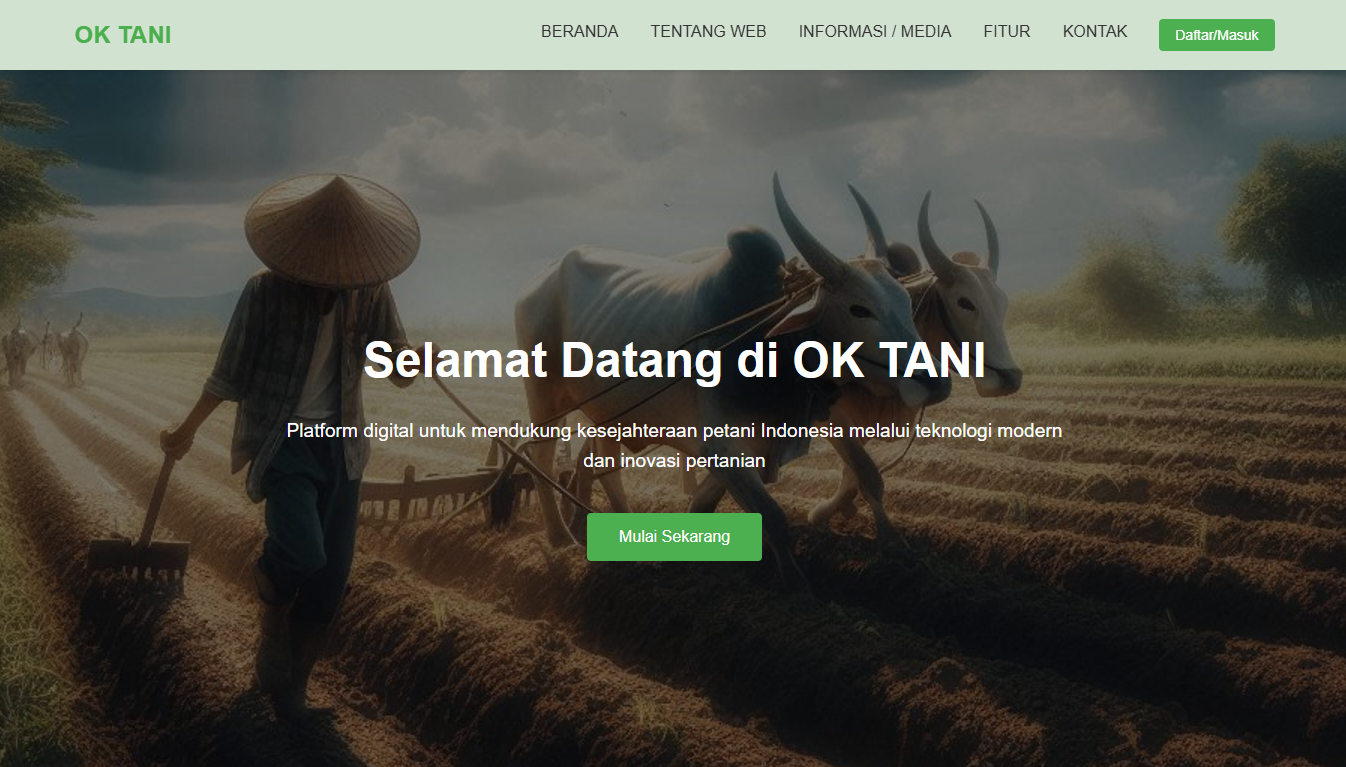 OK TANI
BERANDA
TENTANG WEB
INFORMASI / MEDIA
FITUR
KONTAK
Daftar/Masuk
Selamat Datang di OK TANI
Platform digital untuk mendukung kesejahteraan petani Indonesia melalui teknologi modern
dan inovasi pertanian
Mulai Sekarang